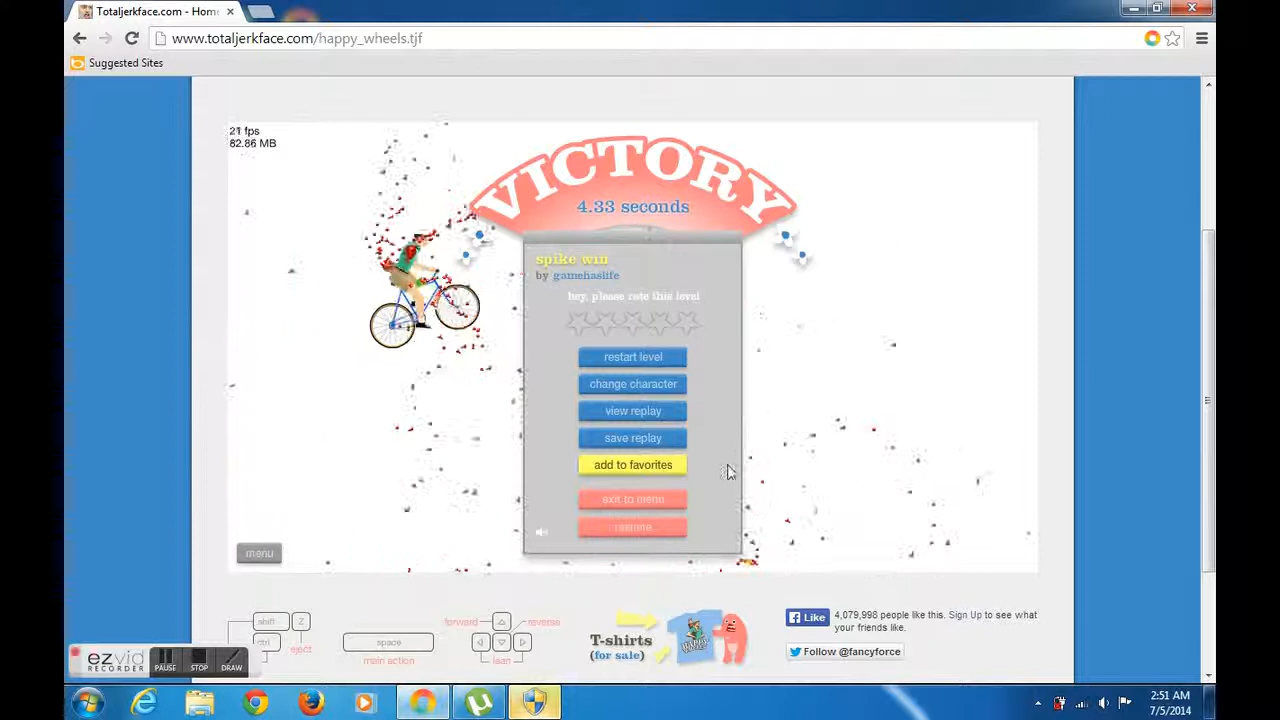 Totaljerkface.com - Hom
www.totaljerkface.com/happy_wheels.tjf
Suggested Sites
21 fps
82.86 MB
VICTORY
4.33 seconds
spike win
by gamehaslife
hey, please rate this level
restart level
change character
view replay
save replay
add to favorites
exit to menu
resume
menu
shift
Z
ctrl
eject
space
main action
forward
reverse
lean
T-shirts
(for sale)
Like
4,079,998 people like this. Sign Up to see what
your friends like.
Follow @fancyforce
ezvid
RECORDER
PAUSE
STOP
DRAW
2:51 AM
7/5/2014